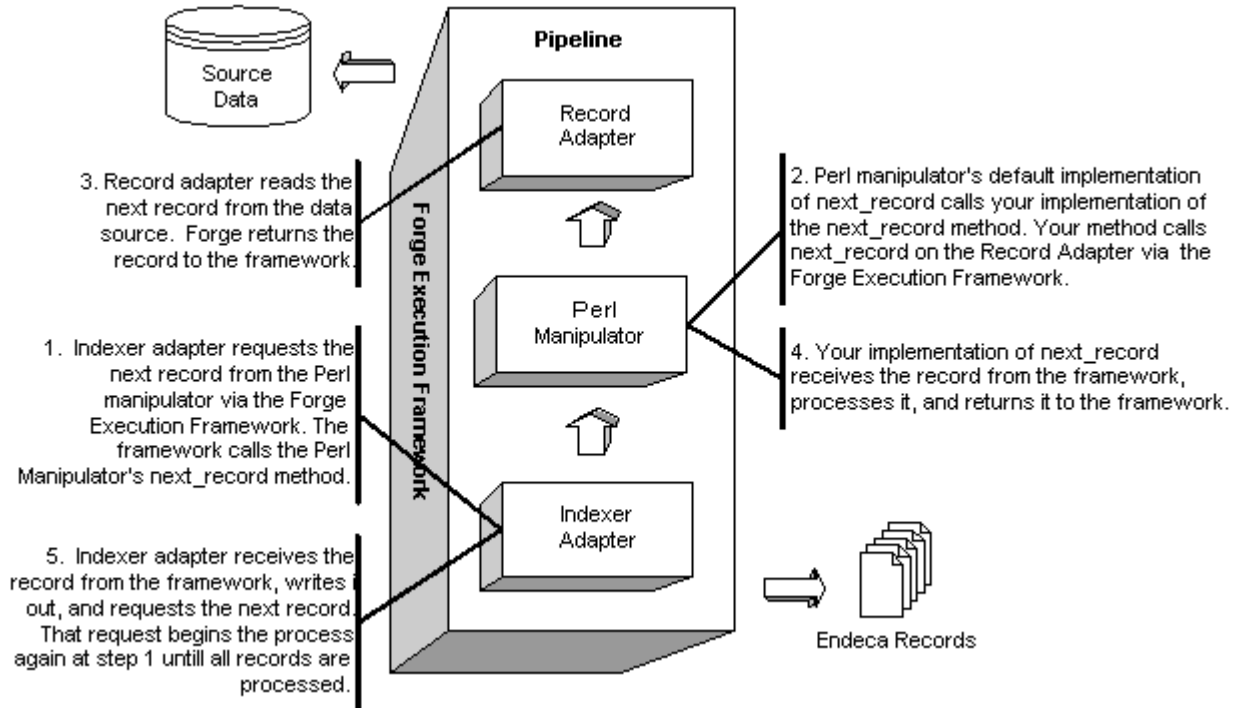 Pipeline
Source
Data
Record
Adapter
3. Record adapter reads the
next record from the data
source.  Forge returns the
record to the framework.
2. Perl manipulator's default implementation
of next_record calls your implementation of
the next_record method. Your method calls
next_record on the Record Adapter via  the
Forge Execution Framework.
Forge Execution Framework
Perl
Manipulator
1.  Indexer adapter requests the
next record from the Perl
manipulator via the Forge
Execution Framework. The
framework calls the Perl
Manipulator's next_record method.
4. Your implementation of next_record
receives the record from the framework,
processes it, and returns it to the framework.
Indexer
Adapter
5.  Indexer adapter receives the
record from the framework, writes i
out, and requests the next record.
That request begins the process
again at step 1 untill all records are
processed.
Endeca Records